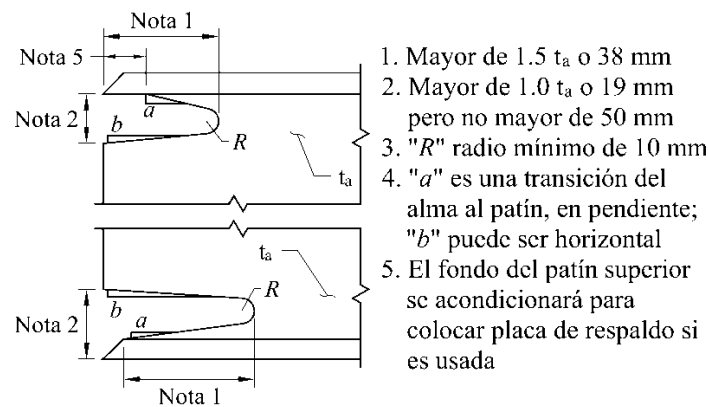 Nota 1
Nota 5
Nota 2
a
b
R
tₐ
1. Mayor de 1.5 tₐ o 38 mm
2. Mayor de 1.0 tₐ o 19 mm
pero no mayor de 50 mm
3. "R" radio mínimo de 10 mm
4. "a" es una transición del
alma al patín, en pendiente;
"b" puede ser horizontal
5. El fondo del patín superior
se acondicionará para
colocar placa de respaldo si
es usada
tₐ
R
b
a
Nota 2
Nota 1